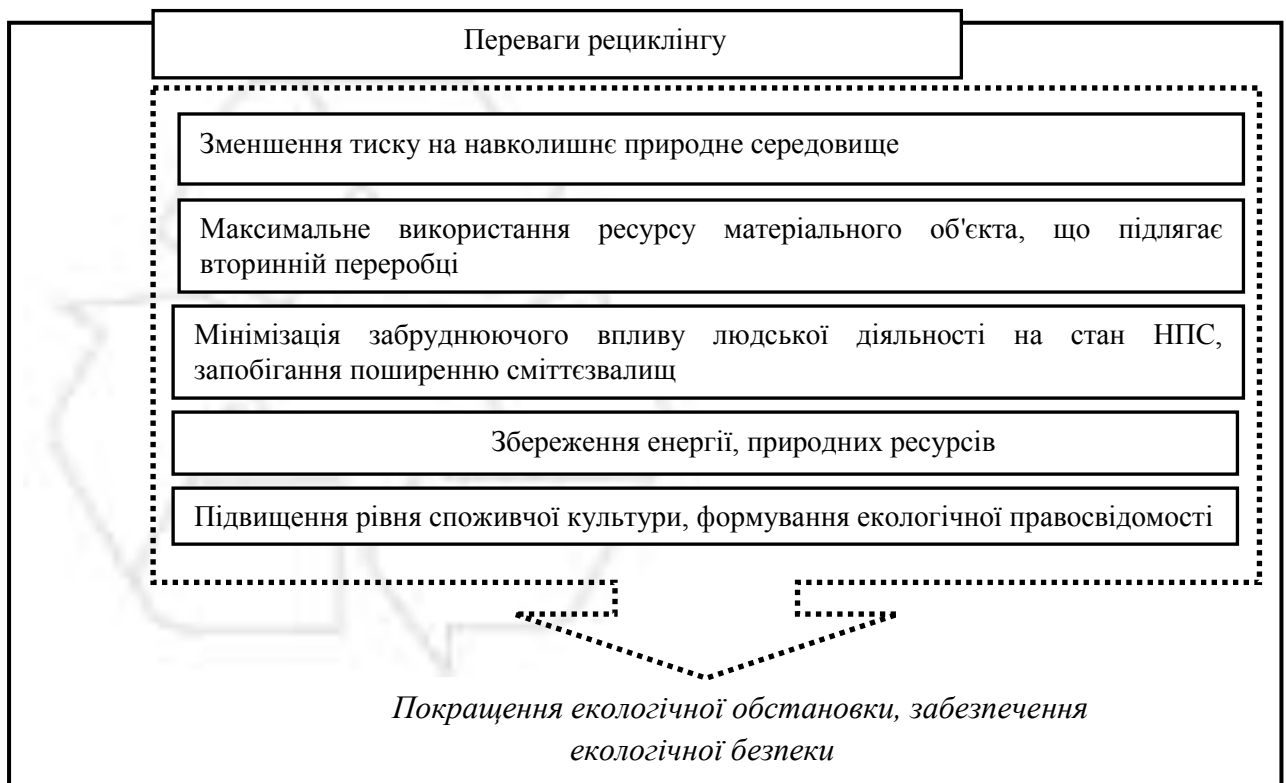 Переваги рециклінгу
Зменшення тиску на навколишнє природне середовище
Максимальне використання ресурсу матеріального об'єкта, що підлягає
вторинній переробці
Мінімізація забруднюючого впливу людської діяльності на стан НПС,
запобігання поширенню сміттєзвалищ
Збереження енергії, природних ресурсів
Підвищення рівня споживчої культури, формування екологічної правосвідомості
Покращення екологічної обстановки, забезпечення
екологічної безпеки